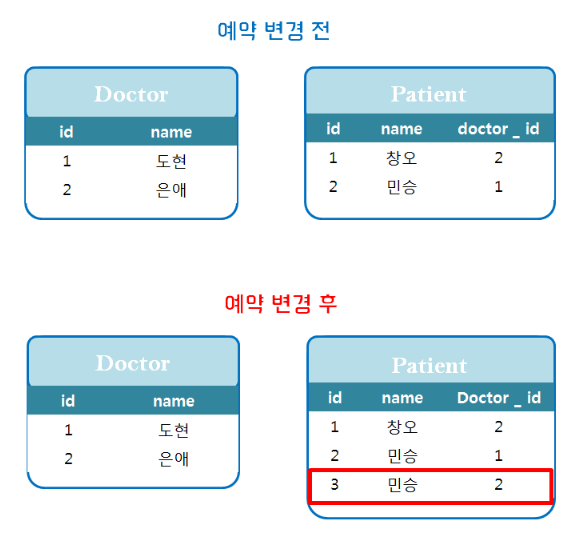 예약 변경 전
Doctor
id name
1 도현
2 은애
Patient
id name doctor _ id
1 창오 2
2 민승 1
예약 변경 후
Doctor
id name
1 도현
2 은애
Patient
id name Doctor _ id
1 창오 2
2 민승 1
3 민승 2